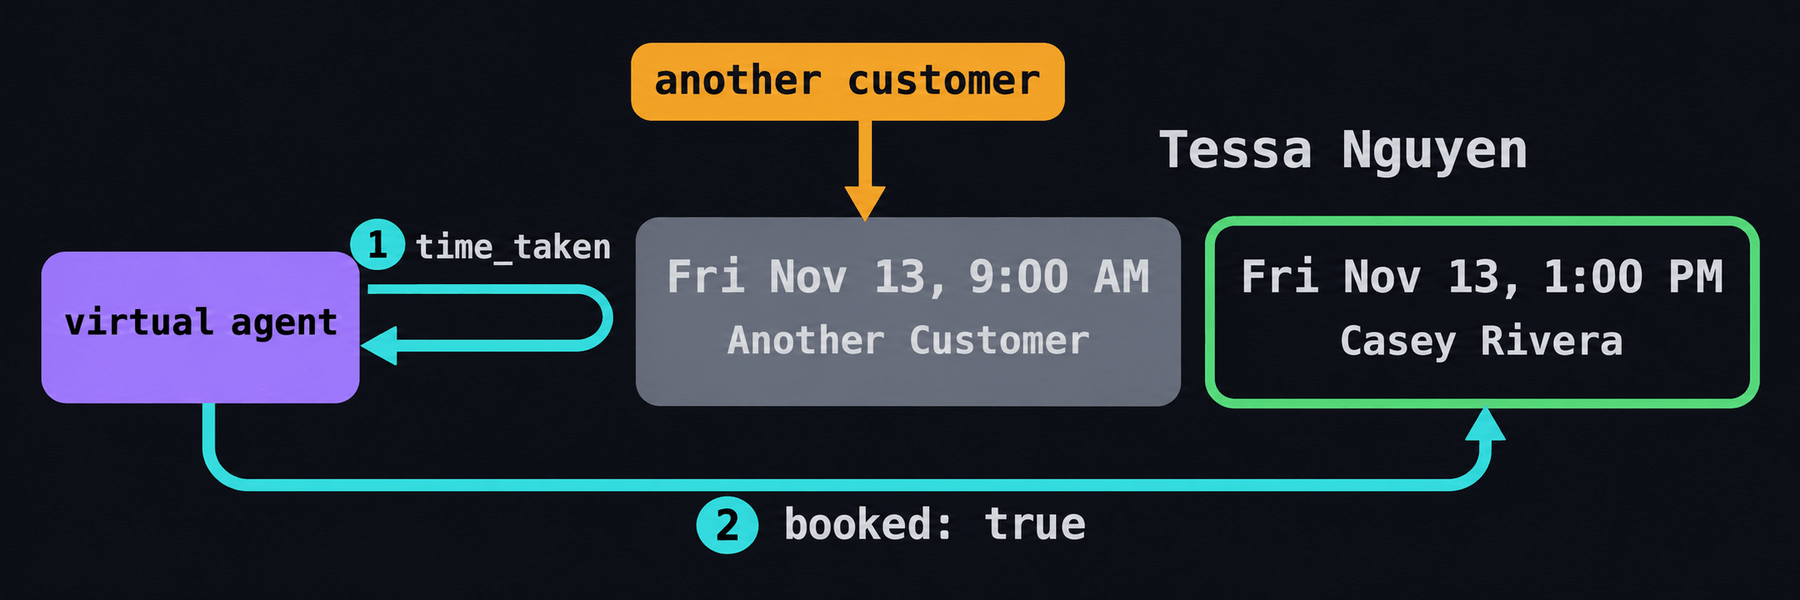 another customer
Tessa Nguyen
1 time_taken
virtual agent
Fri Nov 13, 9:00 AM
Another Customer
Fri Nov 13, 1:00 PM
Casey Rivera
2 booked: true